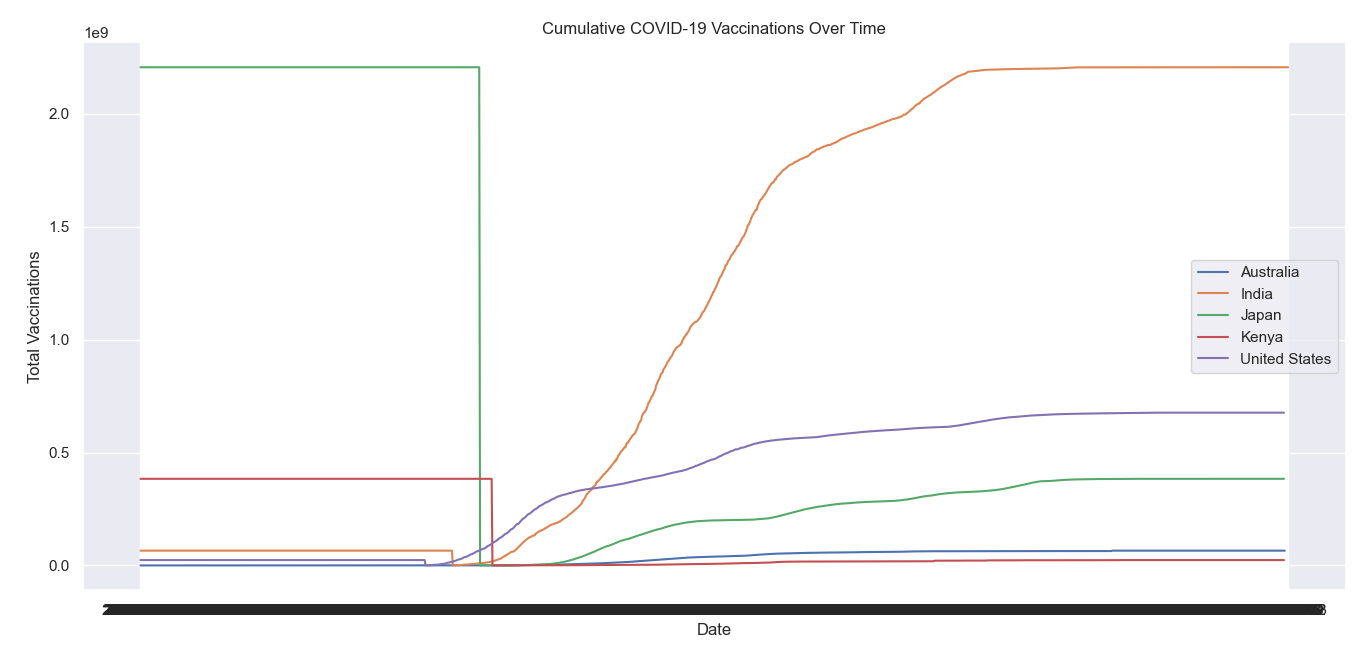 Cumulative COVID-19 Vaccinations Over Time
1e9
2.0
1.5
1.0
0.5
0.0
Total Vaccinations
Australia
India
Japan
Kenya
United States
Date